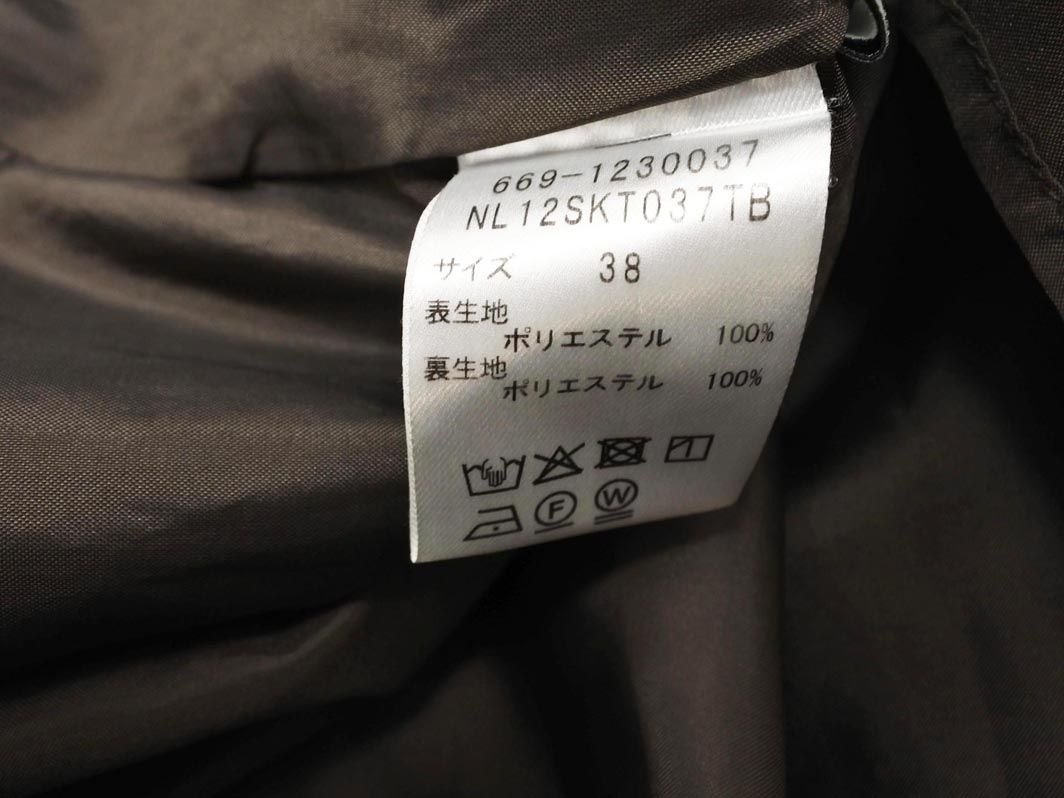 669-1230037
NL12SKT037TB
サイズ 38
表生地
ポリエステル 100%
裏生地
ポリエステル 100%
F W